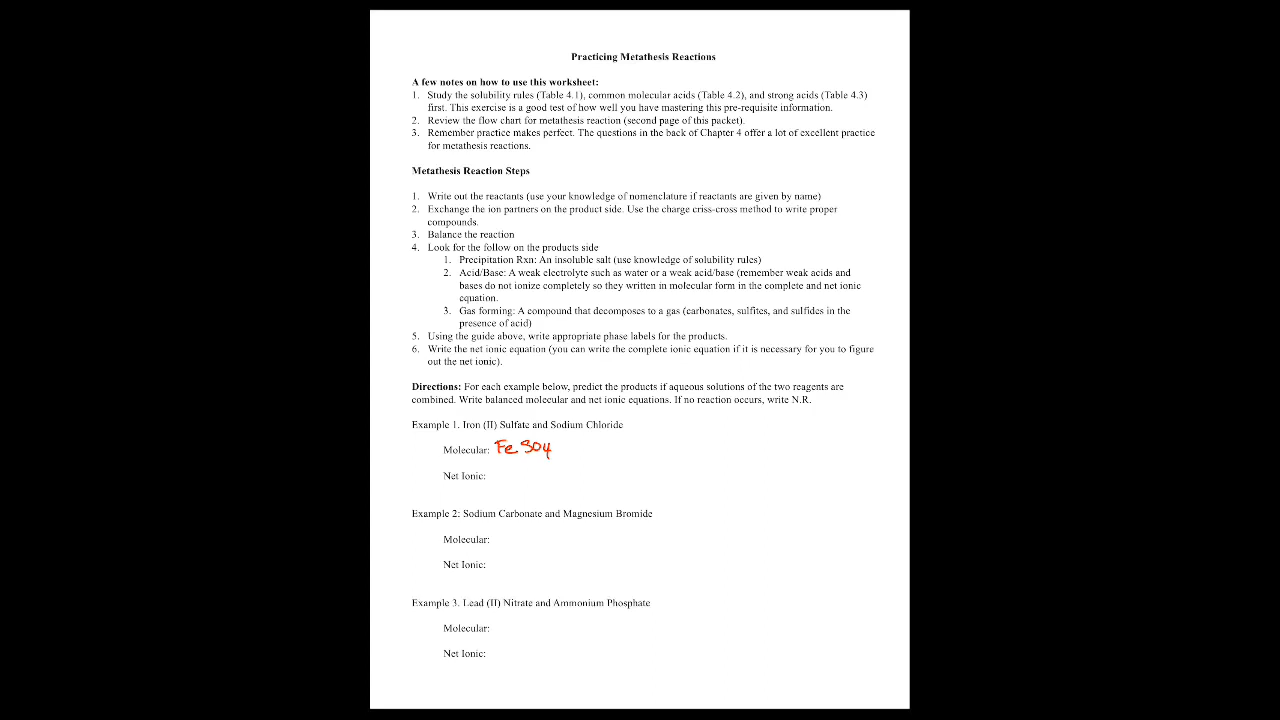 Practicing Metathesis Reactions
A few notes on how to use this worksheet:
1. Study the solubility rules (Table 4.1), common molecular acids (Table 4.2), and strong acids (Table 4.3)
first. This exercise is a good test of how well you have mastering this pre-requisite information.
2. Review the flow chart for metathesis reaction (second page of this packet).
3. Remember practice makes perfect. The questions in the back of Chapter 4 offer a lot of excellent practice
for metathesis reactions.
Metathesis Reaction Steps
1. Write out the reactants (use your knowledge of nomenclature if reactants are given by name)
2. Exchange the ion partners on the product side. Use the charge criss-cross method to write proper
compounds.
3. Balance the reaction
4. Look for the follow on the products side
1. Precipitation Rxn: An insoluble salt (use knowledge of solubility rules)
2. Acid/Base: A weak electrolyte such as water or a weak acid/base (remember weak acids and
bases do not ionize completely so they written in molecular form in the complete and net ionic
equation.
3. Gas forming: A compound that decomposes to a gas (carbonates, sulfites, and sulfides in the
presence of acid)
5. Using the guide above, write appropriate phase labels for the products.
6. Write the net ionic equation (you can write the complete ionic equation if it is necessary for you to figure
out the net ionic).
Directions: For each example below, predict the products if aqueous solutions of the two reagents are
combined. Write balanced molecular and net ionic equations. If no reaction occurs, write N.R.
Example 1. Iron (II) Sulfate and Sodium Chloride
Molecular: FeSO4
Net Ionic:
Example 2: Sodium Carbonate and Magnesium Bromide
Molecular:
Net Ionic:
Example 3. Lead (II) Nitrate and Ammonium Phosphate
Molecular:
Net Ionic: